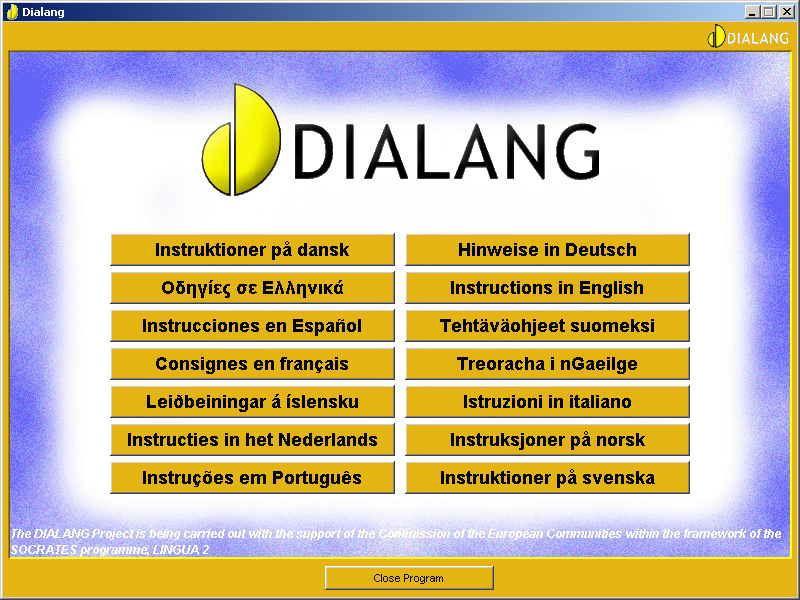 Dialang
DIALANG
DIALANG
Instruktioner på dansk
Hinweise in Deutsch
Οδηγίες σε Ελληνικά
Instructions in English
Instrucciones en Español
Tehtäväohjeet suomeksi
Consignes en français
Treoracha i nGaeilge
Leiðbeiningar á íslensku
Istruzioni in italiano
Instructies in het Nederlands
Instruksjoner på norsk
Instruções em Português
Instruktioner på svenska
The DIALANG Project is being carried out with the support of the Commission of the European Communities within the framework of the
SOCRATES programme, LINGUA 2
Close Program